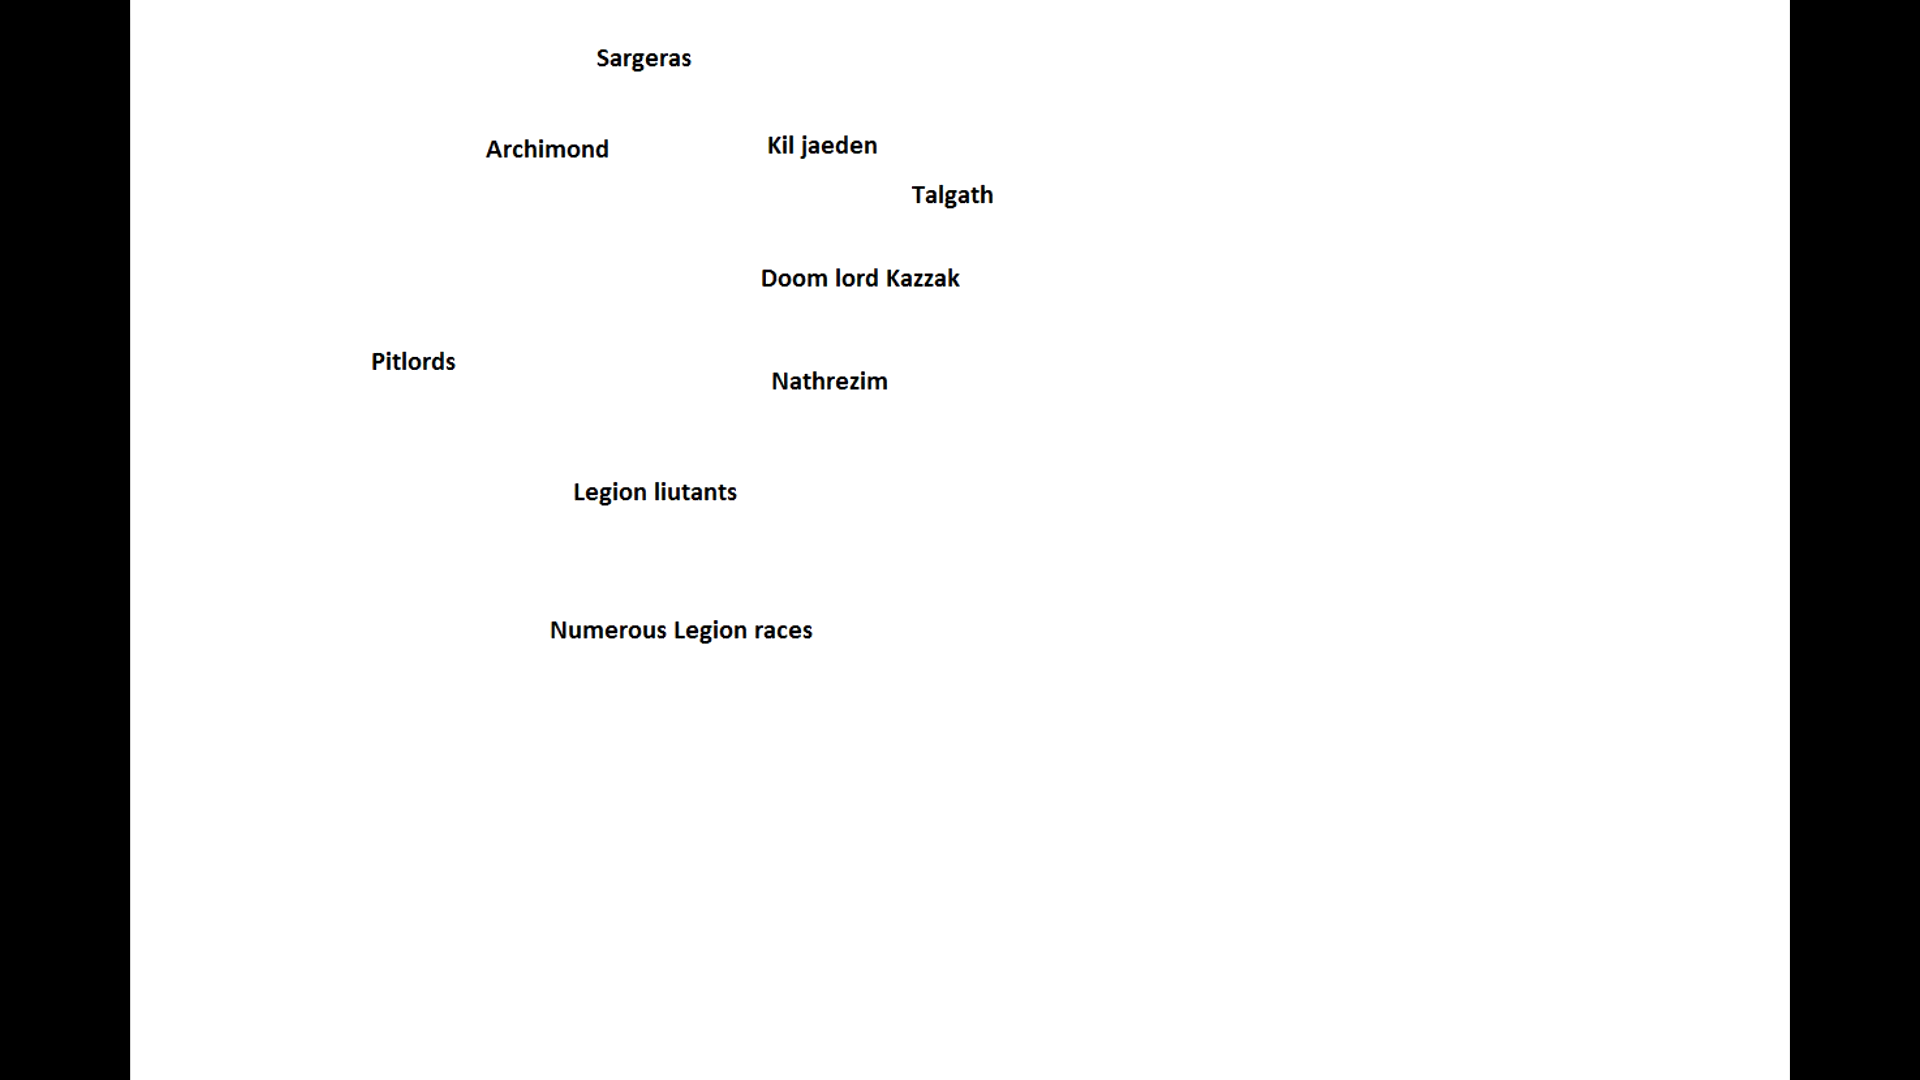 Sargeras
Archimond
Kil jaeden
Talgath
Doom lord Kazzak
Pitlords
Nathrezim
Legion liutants
Numerous Legion races